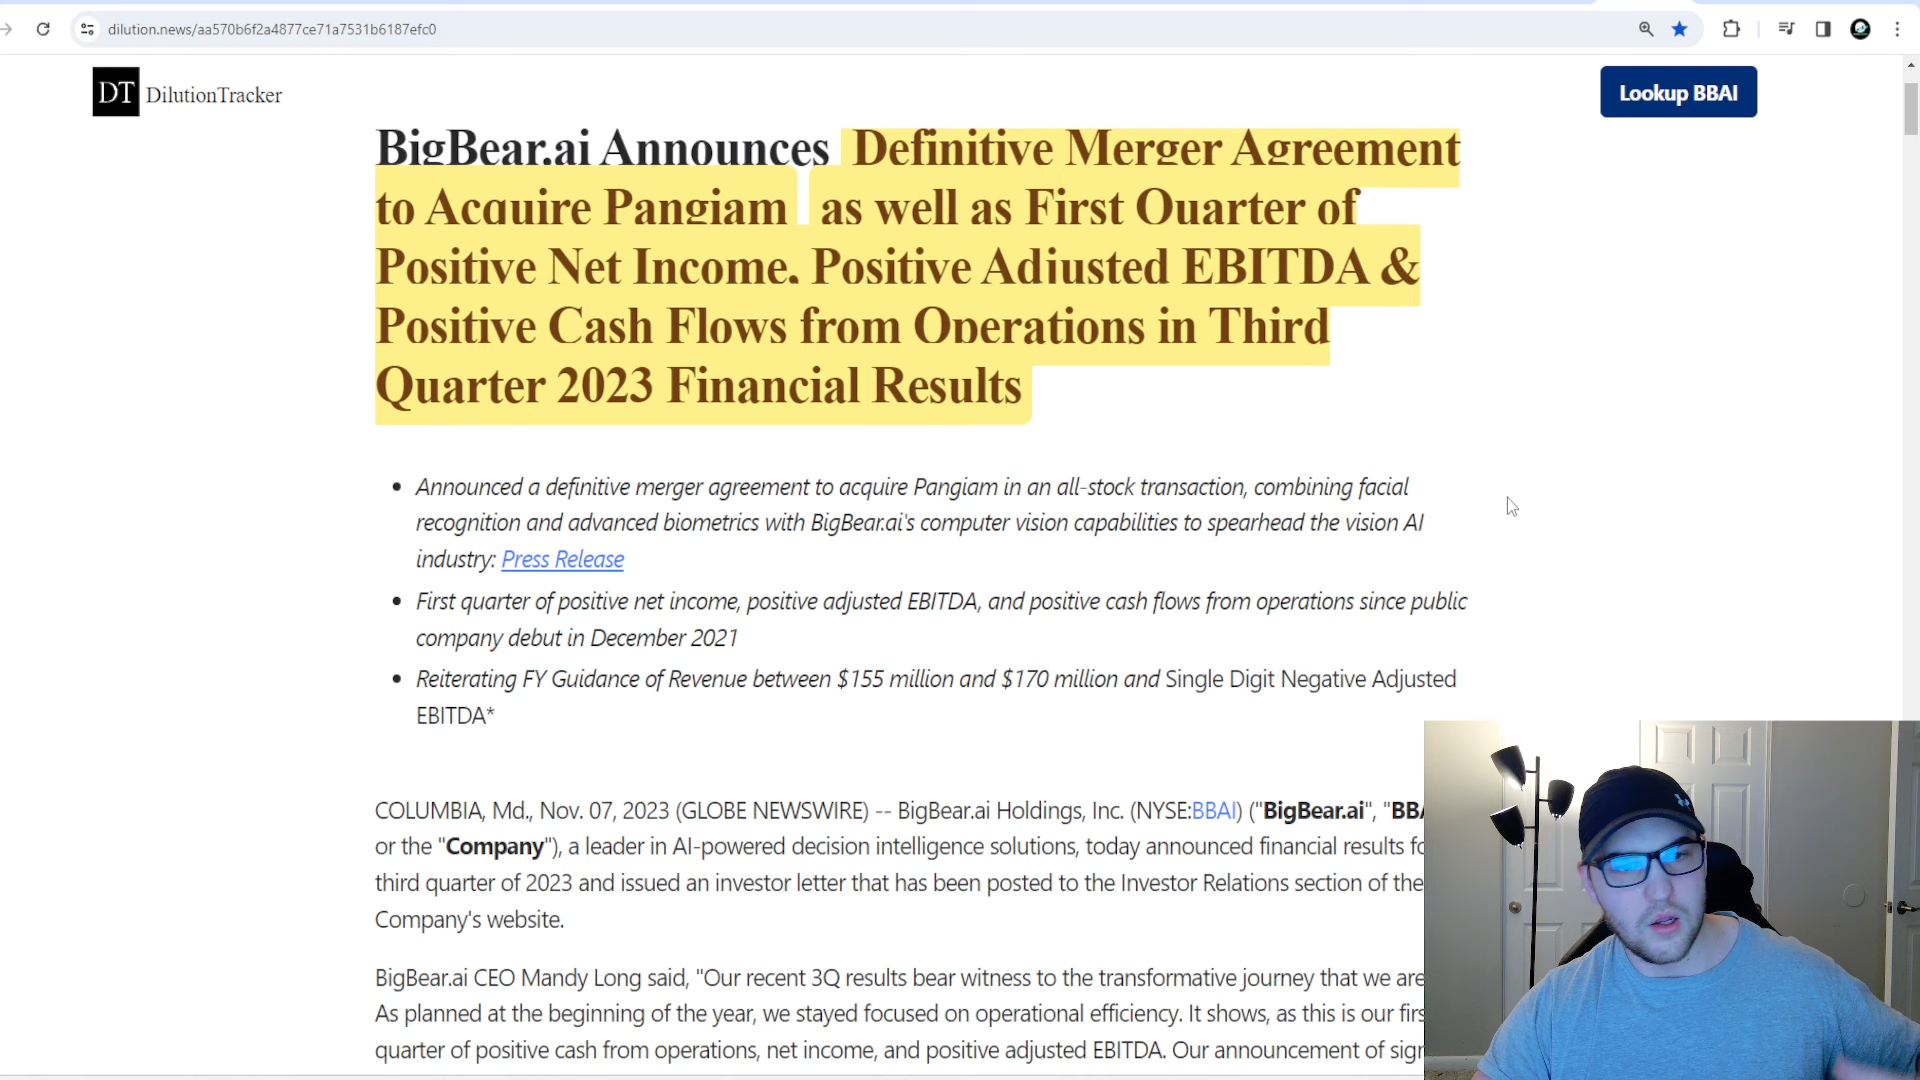 dilution.news/aa570b6f2a4877ce71a7531b6187efc0
DT DilutionTracker
Lookup BBAI
BigBear.ai Announces Definitive Merger Agreement
to Acquire Pangiam as well as First Quarter of
Positive Net Income, Positive Adjusted EBITDA &
Positive Cash Flows from Operations in Third
Quarter 2023 Financial Results
• Announced a definitive merger agreement to acquire Pangiam in an all-stock transaction, combining facial
recognition and advanced biometrics with BigBear.ai's computer vision capabilities to spearhead the vision AI
industry: Press Release
• First quarter of positive net income, positive adjusted EBITDA, and positive cash flows from operations since public
company debut in December 2021
• Reiterating FY Guidance of Revenue between $155 million and $170 million and Single Digit Negative Adjusted
EBITDA*
COLUMBIA, Md., Nov. 07, 2023 (GLOBE NEWSWIRE) -- BigBear.ai Holdings, Inc. (NYSE:BBAI) ("BigBear.ai", "BBA
or the "Company"), a leader in AI-powered decision intelligence solutions, today announced financial results fo
third quarter of 2023 and issued an investor letter that has been posted to the Investor Relations section of the
Company's website.
BigBear.ai CEO Mandy Long said, "Our recent 3Q results bear witness to the transformative journey that we are
As planned at the beginning of the year, we stayed focused on operational efficiency. It shows, as this is our firs
quarter of positive cash from operations, net income, and positive adjusted EBITDA. Our announcement of sign